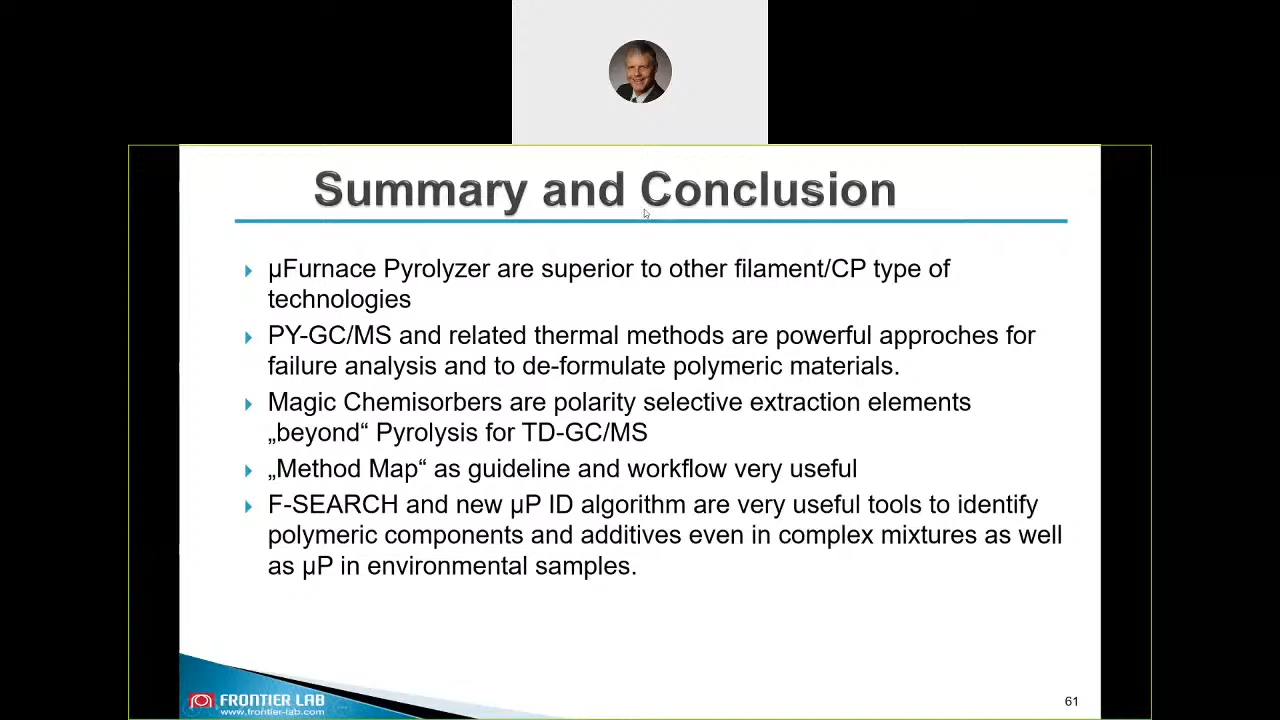 Summary and Conclusion
µFurnace Pyrolyzer are superior to other filament/CP type of
technologies
PY-GC/MS and related thermal methods are powerful approches for
failure analysis and to de-formulate polymeric materials.
Magic Chemisorbers are polarity selective extraction elements
„beyond“ Pyrolysis for TD-GC/MS
„Method Map“ as guideline and workflow very useful
F-SEARCH and new µP ID algorithm are very useful tools to identify
polymeric components and additives even in complex mixtures as well
as µP in environmental samples.
FRONTIER LAB
www.frontier-lab.com
61